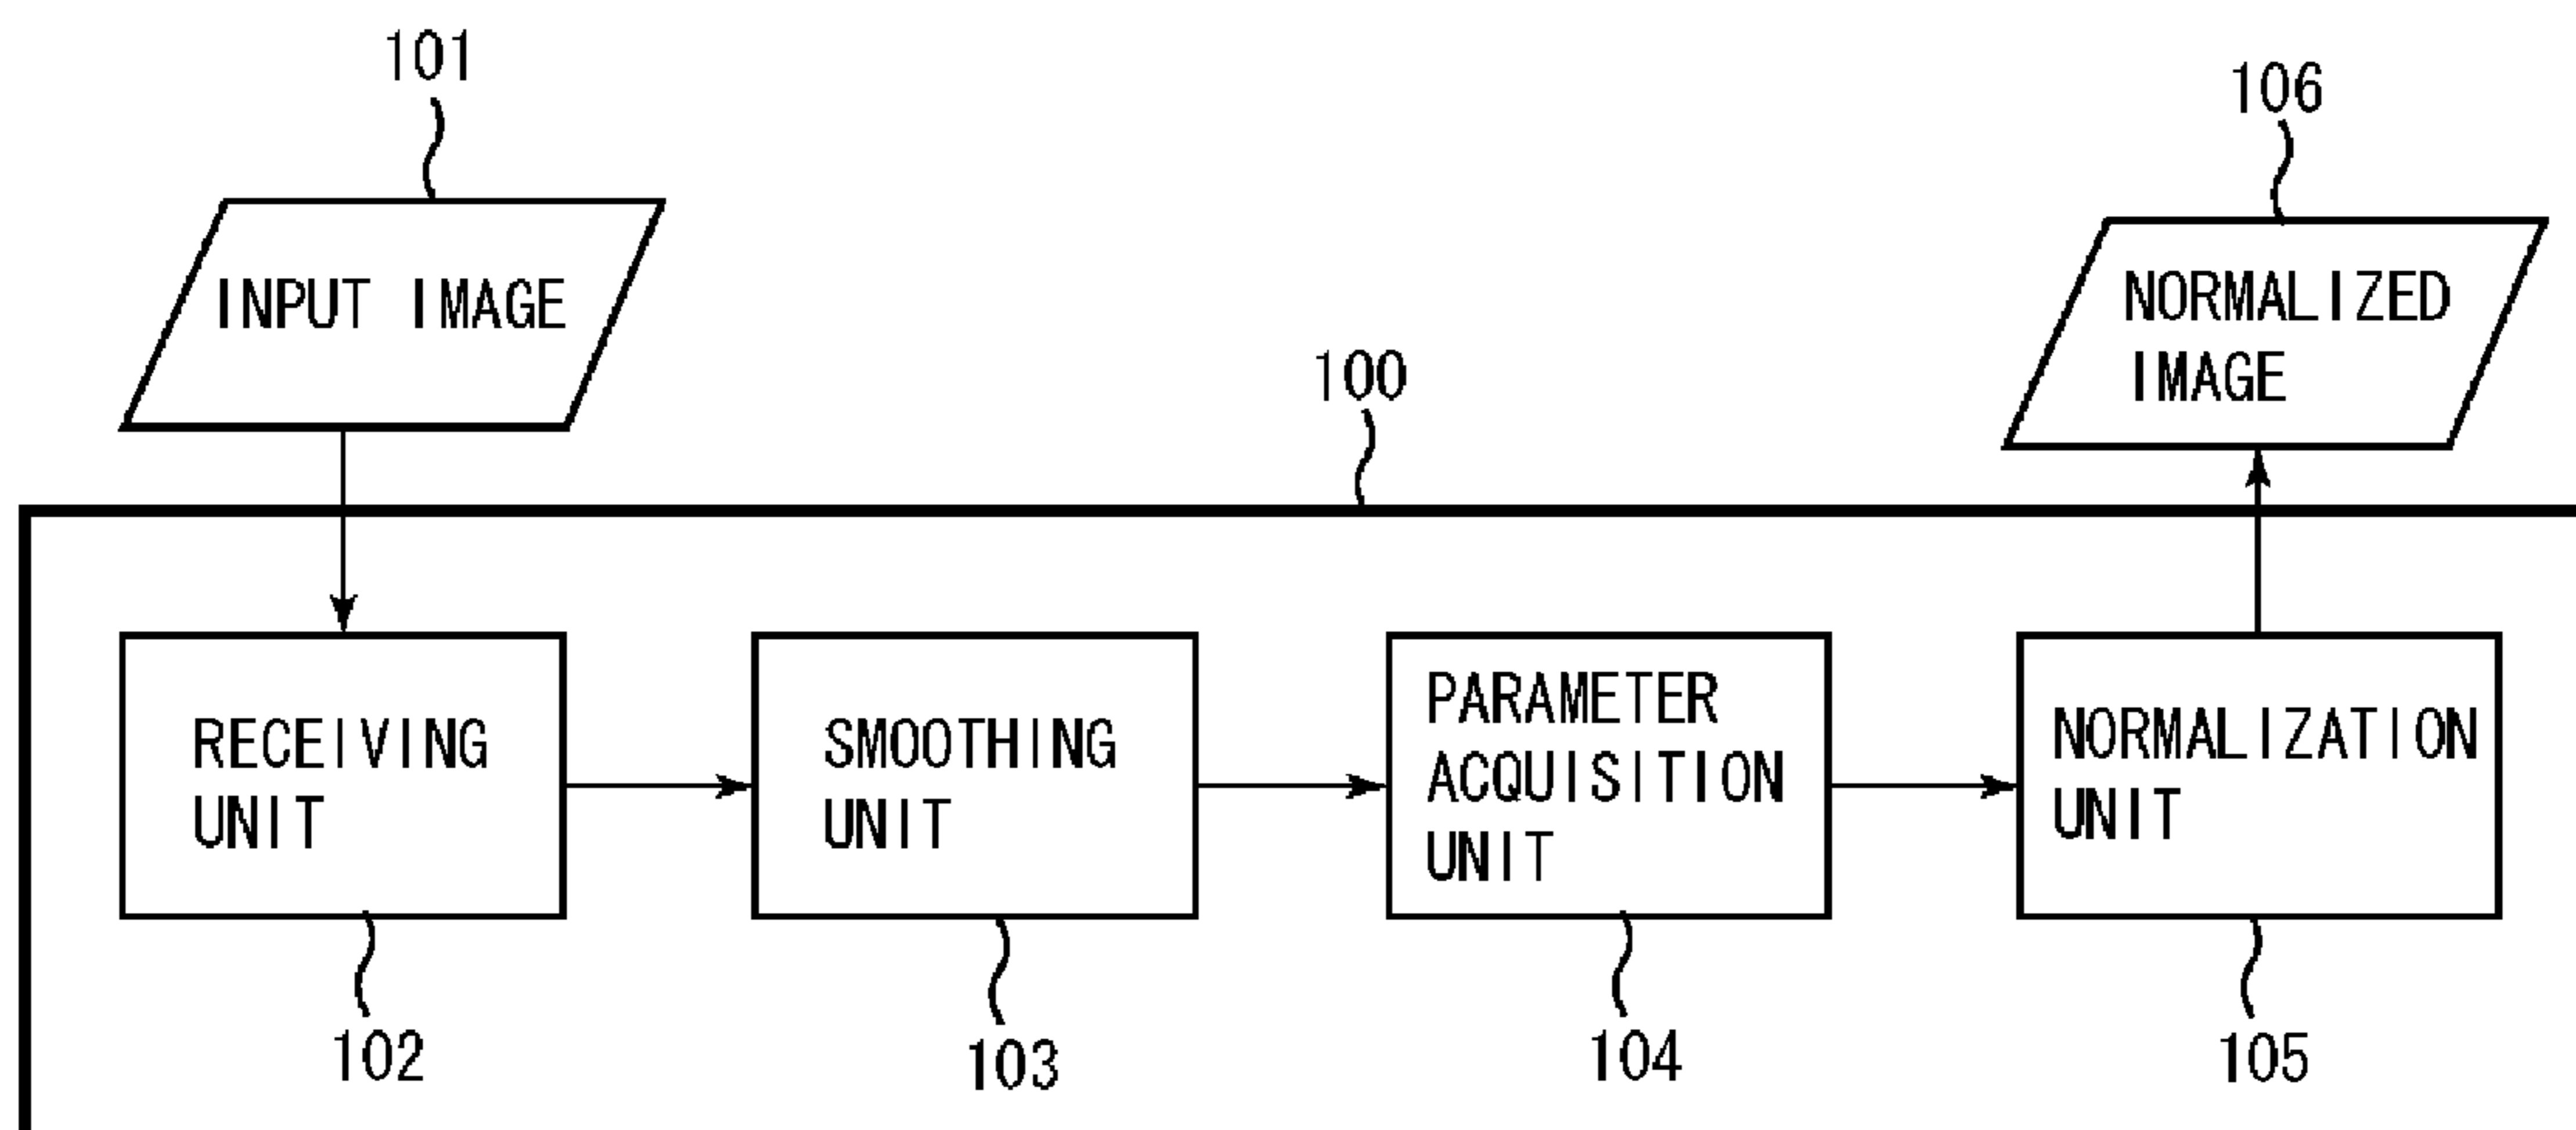 101
106
INPUT IMAGE
NORMALIZED
IMAGE
100
RECEIVING
UNIT
SMOOTHING
UNIT
PARAMETER
ACQUISITION
UNIT
NORMALIZATION
UNIT
102
103
104
105